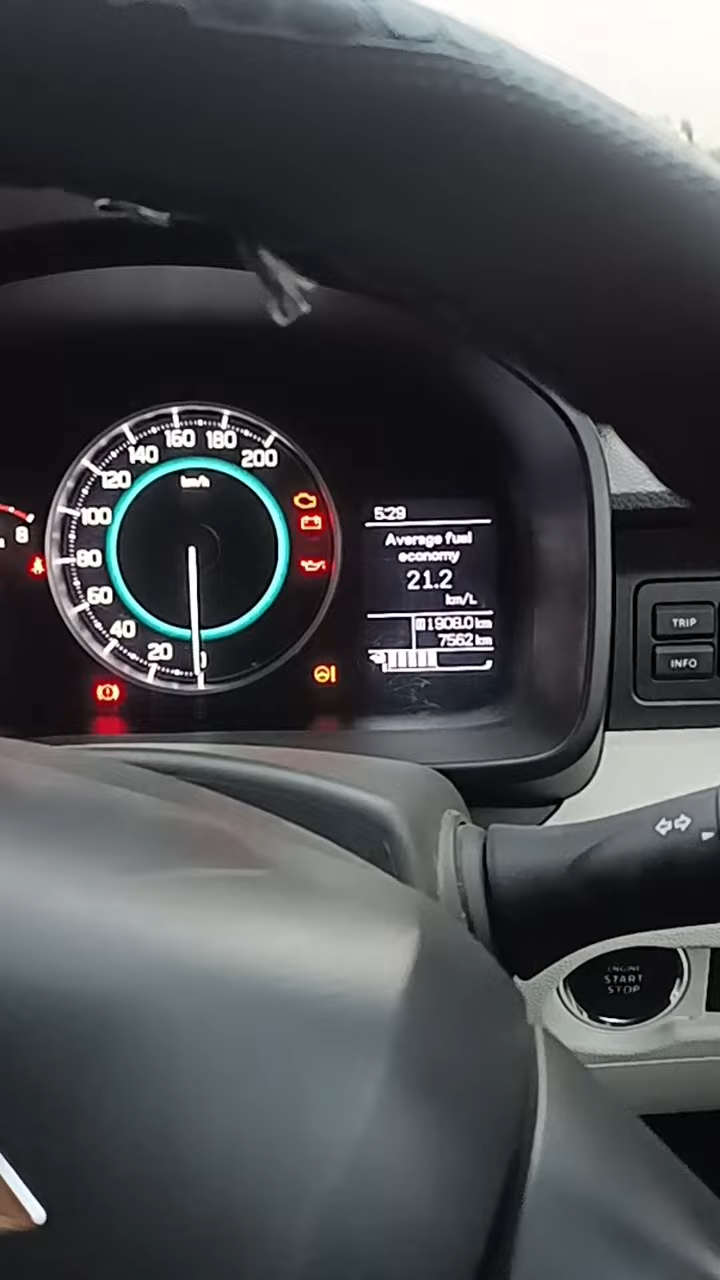 160 180
140 200
120
km/h
100
8
80
60
40
20
0
5:29
Average fuel
economy
21.2
km/L
1908.0 km
7562 km
TRIP
INFO
ENGINE
START
STOP